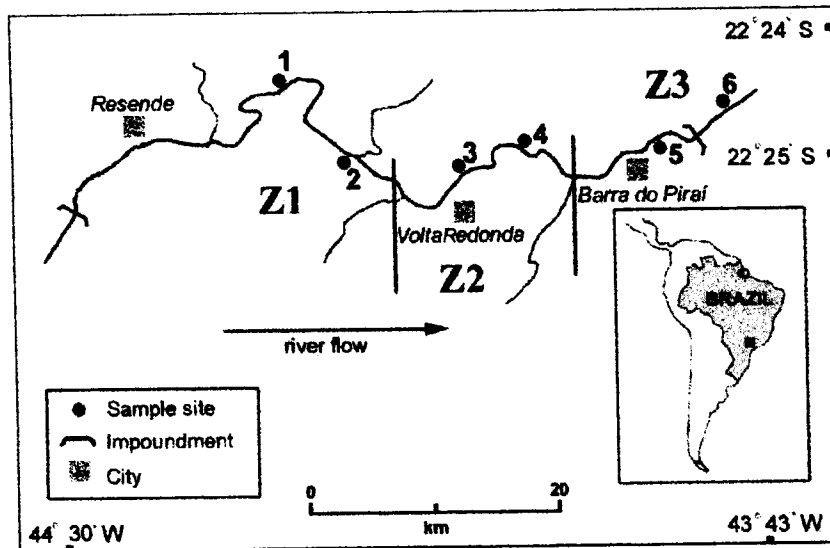 22° 24' S
1
Resende
Z3
6
3
4
2
5
22° 25' S
Z1
Barra do Piraí
VoltaRedonda
Z2
BRAZIL
river flow
Sample site
Impoundment
City
0 20
km
44° 30' W
43° 43' W